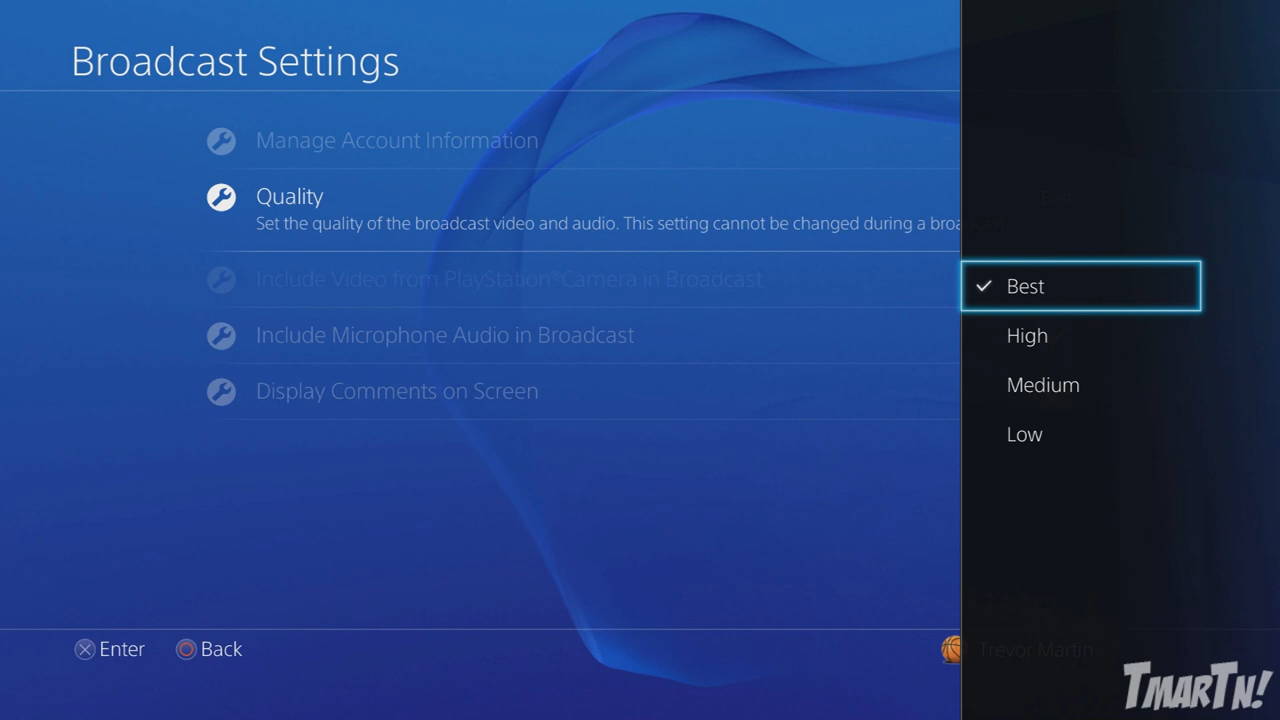 Broadcast Settings
Manage Account Information
Quality
Best
Set the quality of the broadcast video and audio. This setting cannot be changed during a broadcast.
Include Video from PlayStation®Camera in Broadcast
Include Microphone Audio in Broadcast
Display Comments on Screen
Best
High
Medium
Low
Enter
Back
Trevor Martin
TMARTN!